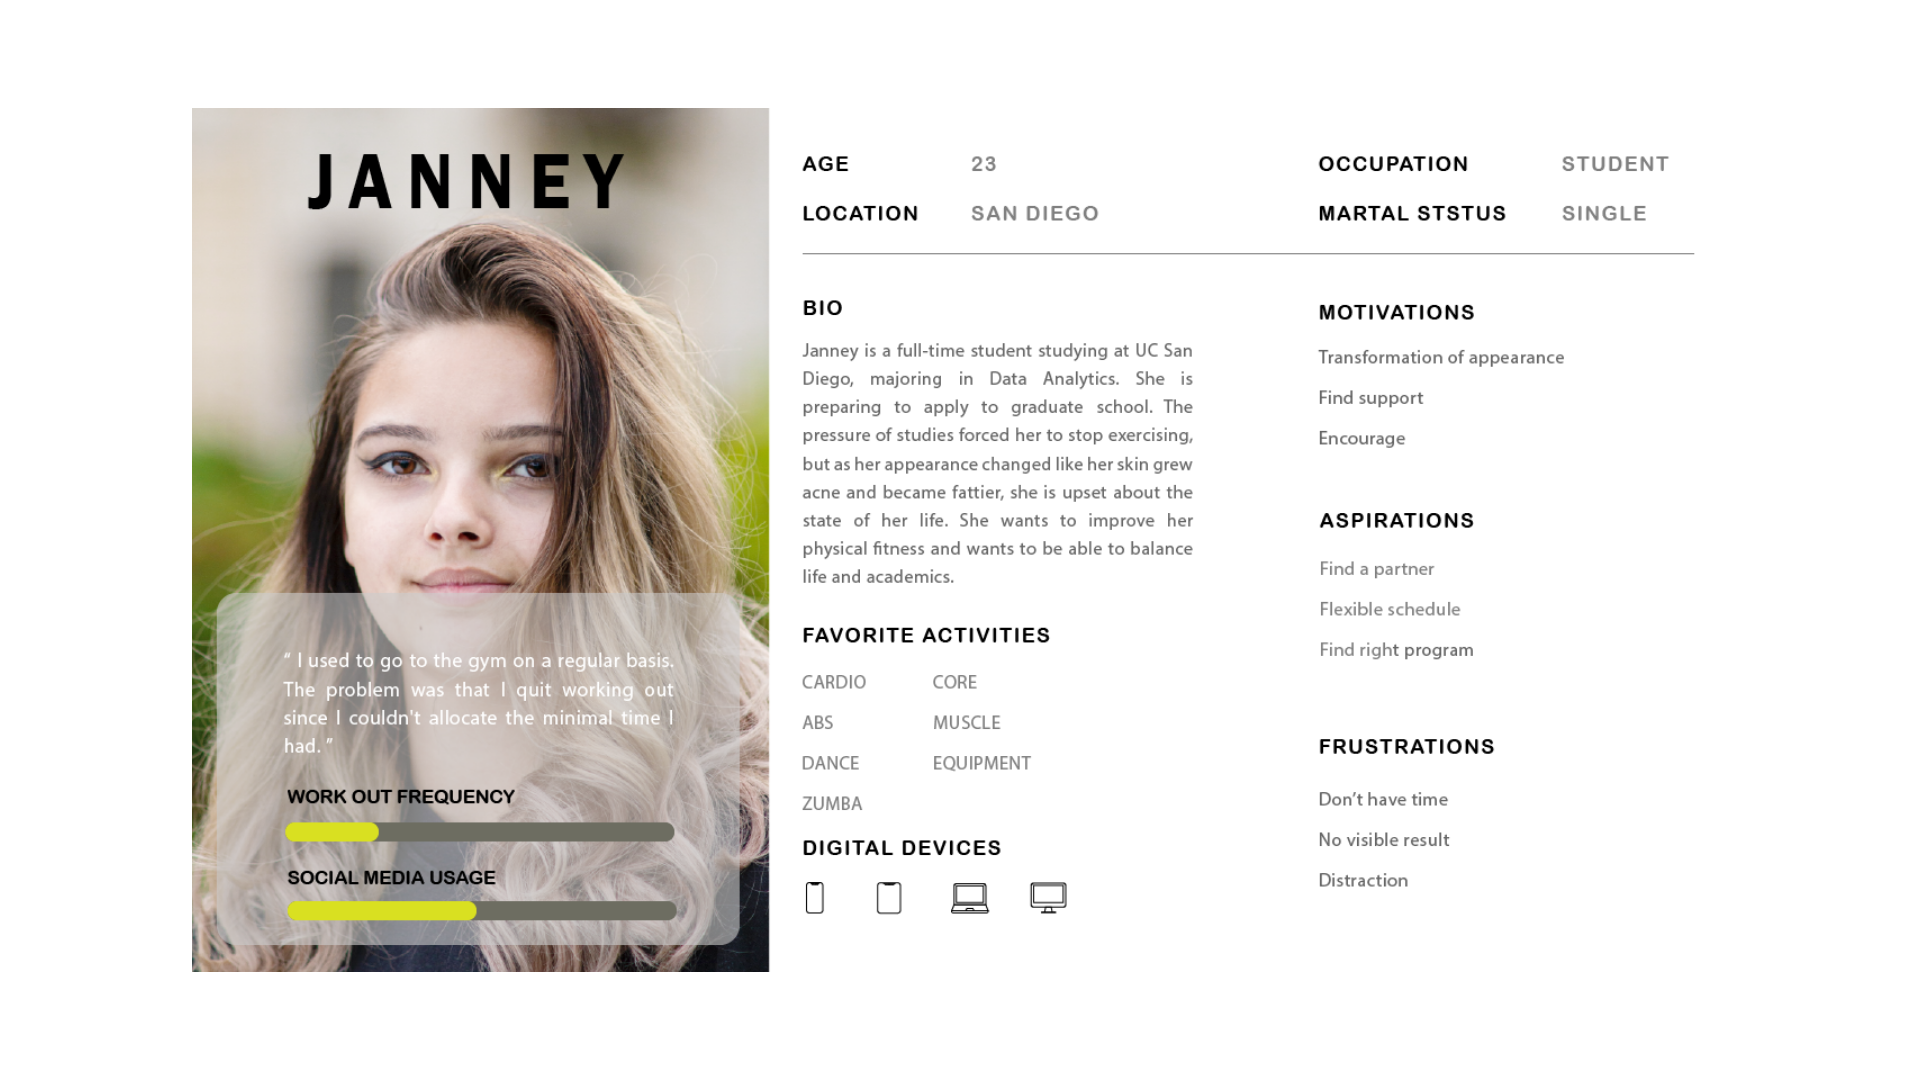 JANNEY
“ I used to go to the gym on a regular basis.
The problem was that I quit working out
since I couldn't allocate the minimal time I
had. ”
WORK OUT FREQUENCY
SOCIAL MEDIA USAGE
AGE 23
LOCATION SAN DIEGO
OCCUPATION STUDENT
MARTAL STSTUS SINGLE
BIO
Janney is a full-time student studying at UC San
Diego, majoring in Data Analytics. She is
preparing to apply to graduate school. The
pressure of studies forced her to stop exercising,
but as her appearance changed like her skin grew
acne and became fattier, she is upset about the
state of her life. She wants to improve her
physical fitness and wants to be able to balance
life and academics.
FAVORITE ACTIVITIES
CARDIO CORE
ABS MUSCLE
DANCE EQUIPMENT
ZUMBA
DIGITAL DEVICES
MOTIVATIONS
Transformation of appearance
Find support
Encourage
ASPIRATIONS
Find a partner
Flexible schedule
Find right program
FRUSTRATIONS
Don’t have time
No visible result
Distraction